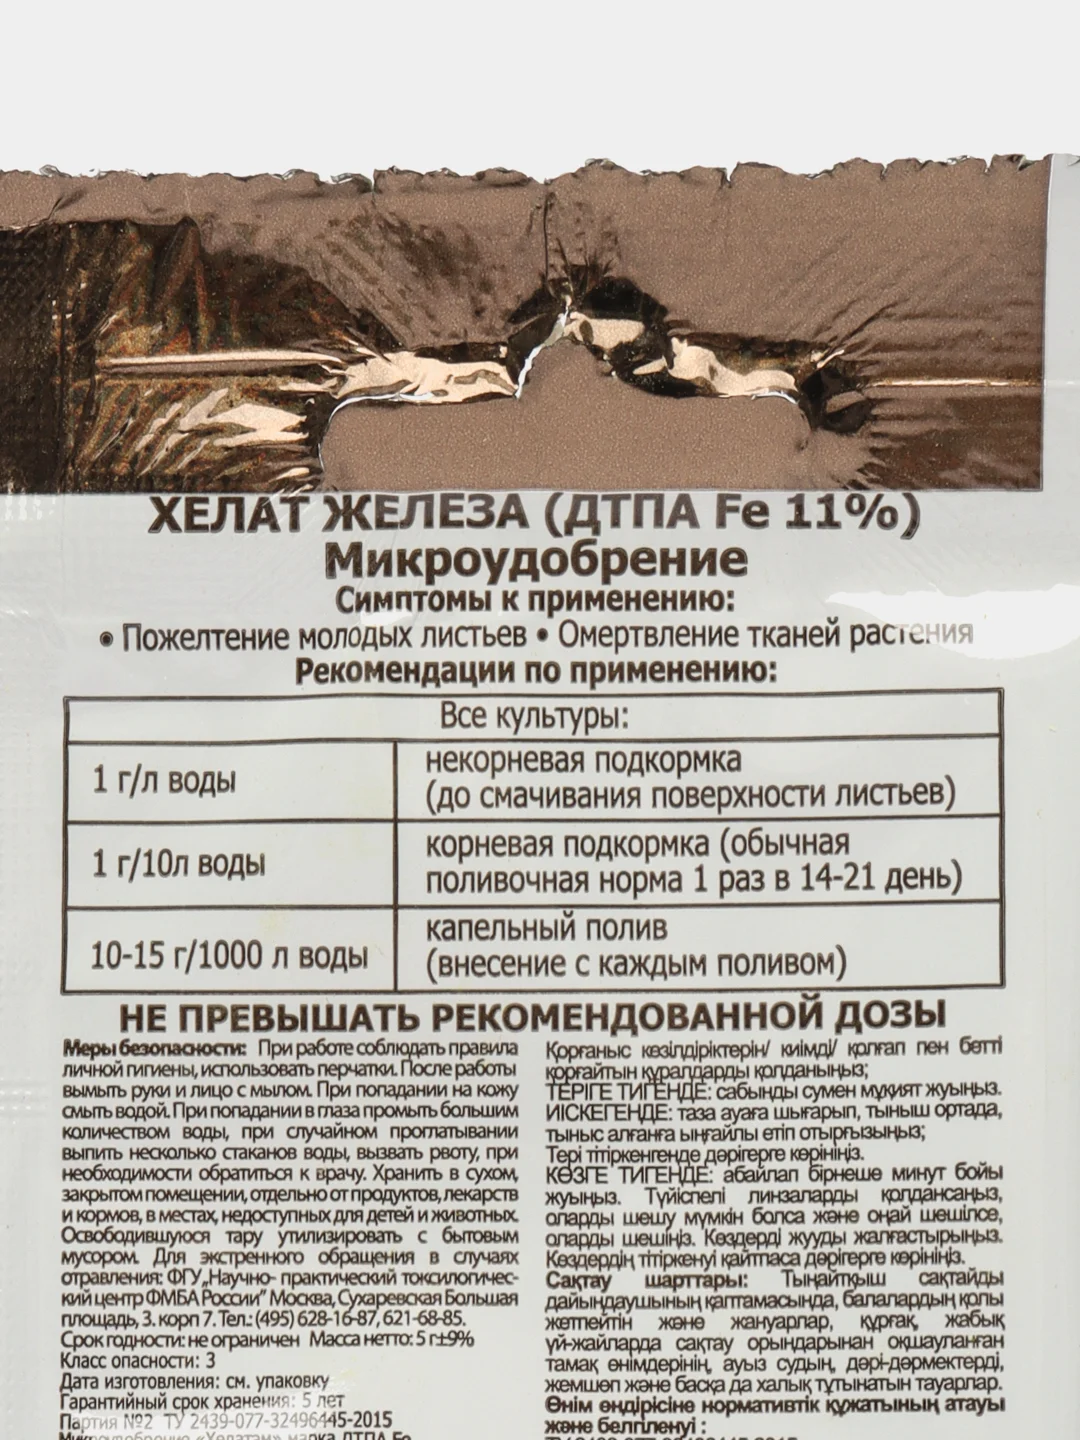 ХЕЛАТ ЖЕЛЕЗА (ДТПА Fe 11%)
Микроудобрение
Симптомы к применению:
• Пожелтение молодых листьев • Омертвление тканей растения
Рекомендации по применению:
Все культуры:
1 г/л воды
некорневая подкормка
(до смачивания поверхности листьев)
1 г/10л воды
корневая подкормка (обычная
поливочная норма 1 раз в 14-21 день)
10-15 г/1000 л воды
капельный полив
(внесение с каждым поливом)
НЕ ПРЕВЫШАТЬ РЕКОМЕНДОВАННОЙ ДОЗЫ
Меры безопасности: При работе соблюдать правила
личной гигиены, использовать перчатки. После работы
вымыть руки и лицо с мылом. При попадании на кожу
смыть водой. При попадании в глаза промыть большим
количеством воды, при случайном проглатывании
выпить несколько стаканов воды, вызвать рвоту, при
необходимости обратиться к врачу. Хранить в сухом,
закрытом помещении, отдельно от продуктов, лекарств
и кормов, в местах, недоступных для детей и животных.
Освободившуюся тару утилизировать с бытовым
мусором. Для экстренного обращения в случаях
отравления: ФГУ „Научно- практический токсилогичес-
кий центр ФМБА России" Москва, Сухаревская Большая
площадь, 3. корп 7. Тел.: (495) 628-16-87, 621-68-85.
Срок годности: не ограничен Масса нетто: 5 г±9%
Класс опасности: 3
Дата изготовления: см. упаковку
Гарантийный срок хранения: 5 лет
Партия №2 ТУ 2439-077-32496445-2015
Микроудобрение «Хелатэм» марка ДТПА Fe
Қорғаныс көзілдіріктерін/ киімді/ қолғап пен бетті
қорғайтын құралдарды қолданыңыз;
ТЕРІГЕ ТИГЕНДЕ: сабынды сумен мұқият жуыңыз.
ИІСКЕГЕНДЕ: таза ауаға шығарып, тыныш ортада,
тыныс алғанға ыңғайлы етіп отырғызыңыз;
Тері тітіркенгенде дәрігерге көрініңіз.
КӨЗГЕ ТИГЕНДЕ: абайлап бірнеше минут бойы
жуыңыз. Түйіспелі линзаларды қолдансаңыз,
оларды шешу мүмкін болса және оңай шешілсе,
оларды шешіңіз. Көздерді жууды жалғастырыңыз.
Көздердің тітіркенуі қайтпаса дәрігерге көрініңіз.
Сақтау шарттары: Тыңайтқыш сақтайды
дайындаушының қаптамасында, балалардың қолы
жетпейтін және жануарлар, құрғақ, жабық
үй-жайларда сақтау орындарынан оқшауланған
тамақ өнімдерінің, ауыз судың, дәрі-дәрмектерді,
жемшөп және басқа да халық тұтынатын тауарлар.
Өнім өндірісіне нормативтік құжатының атауы
және белгіленуі :